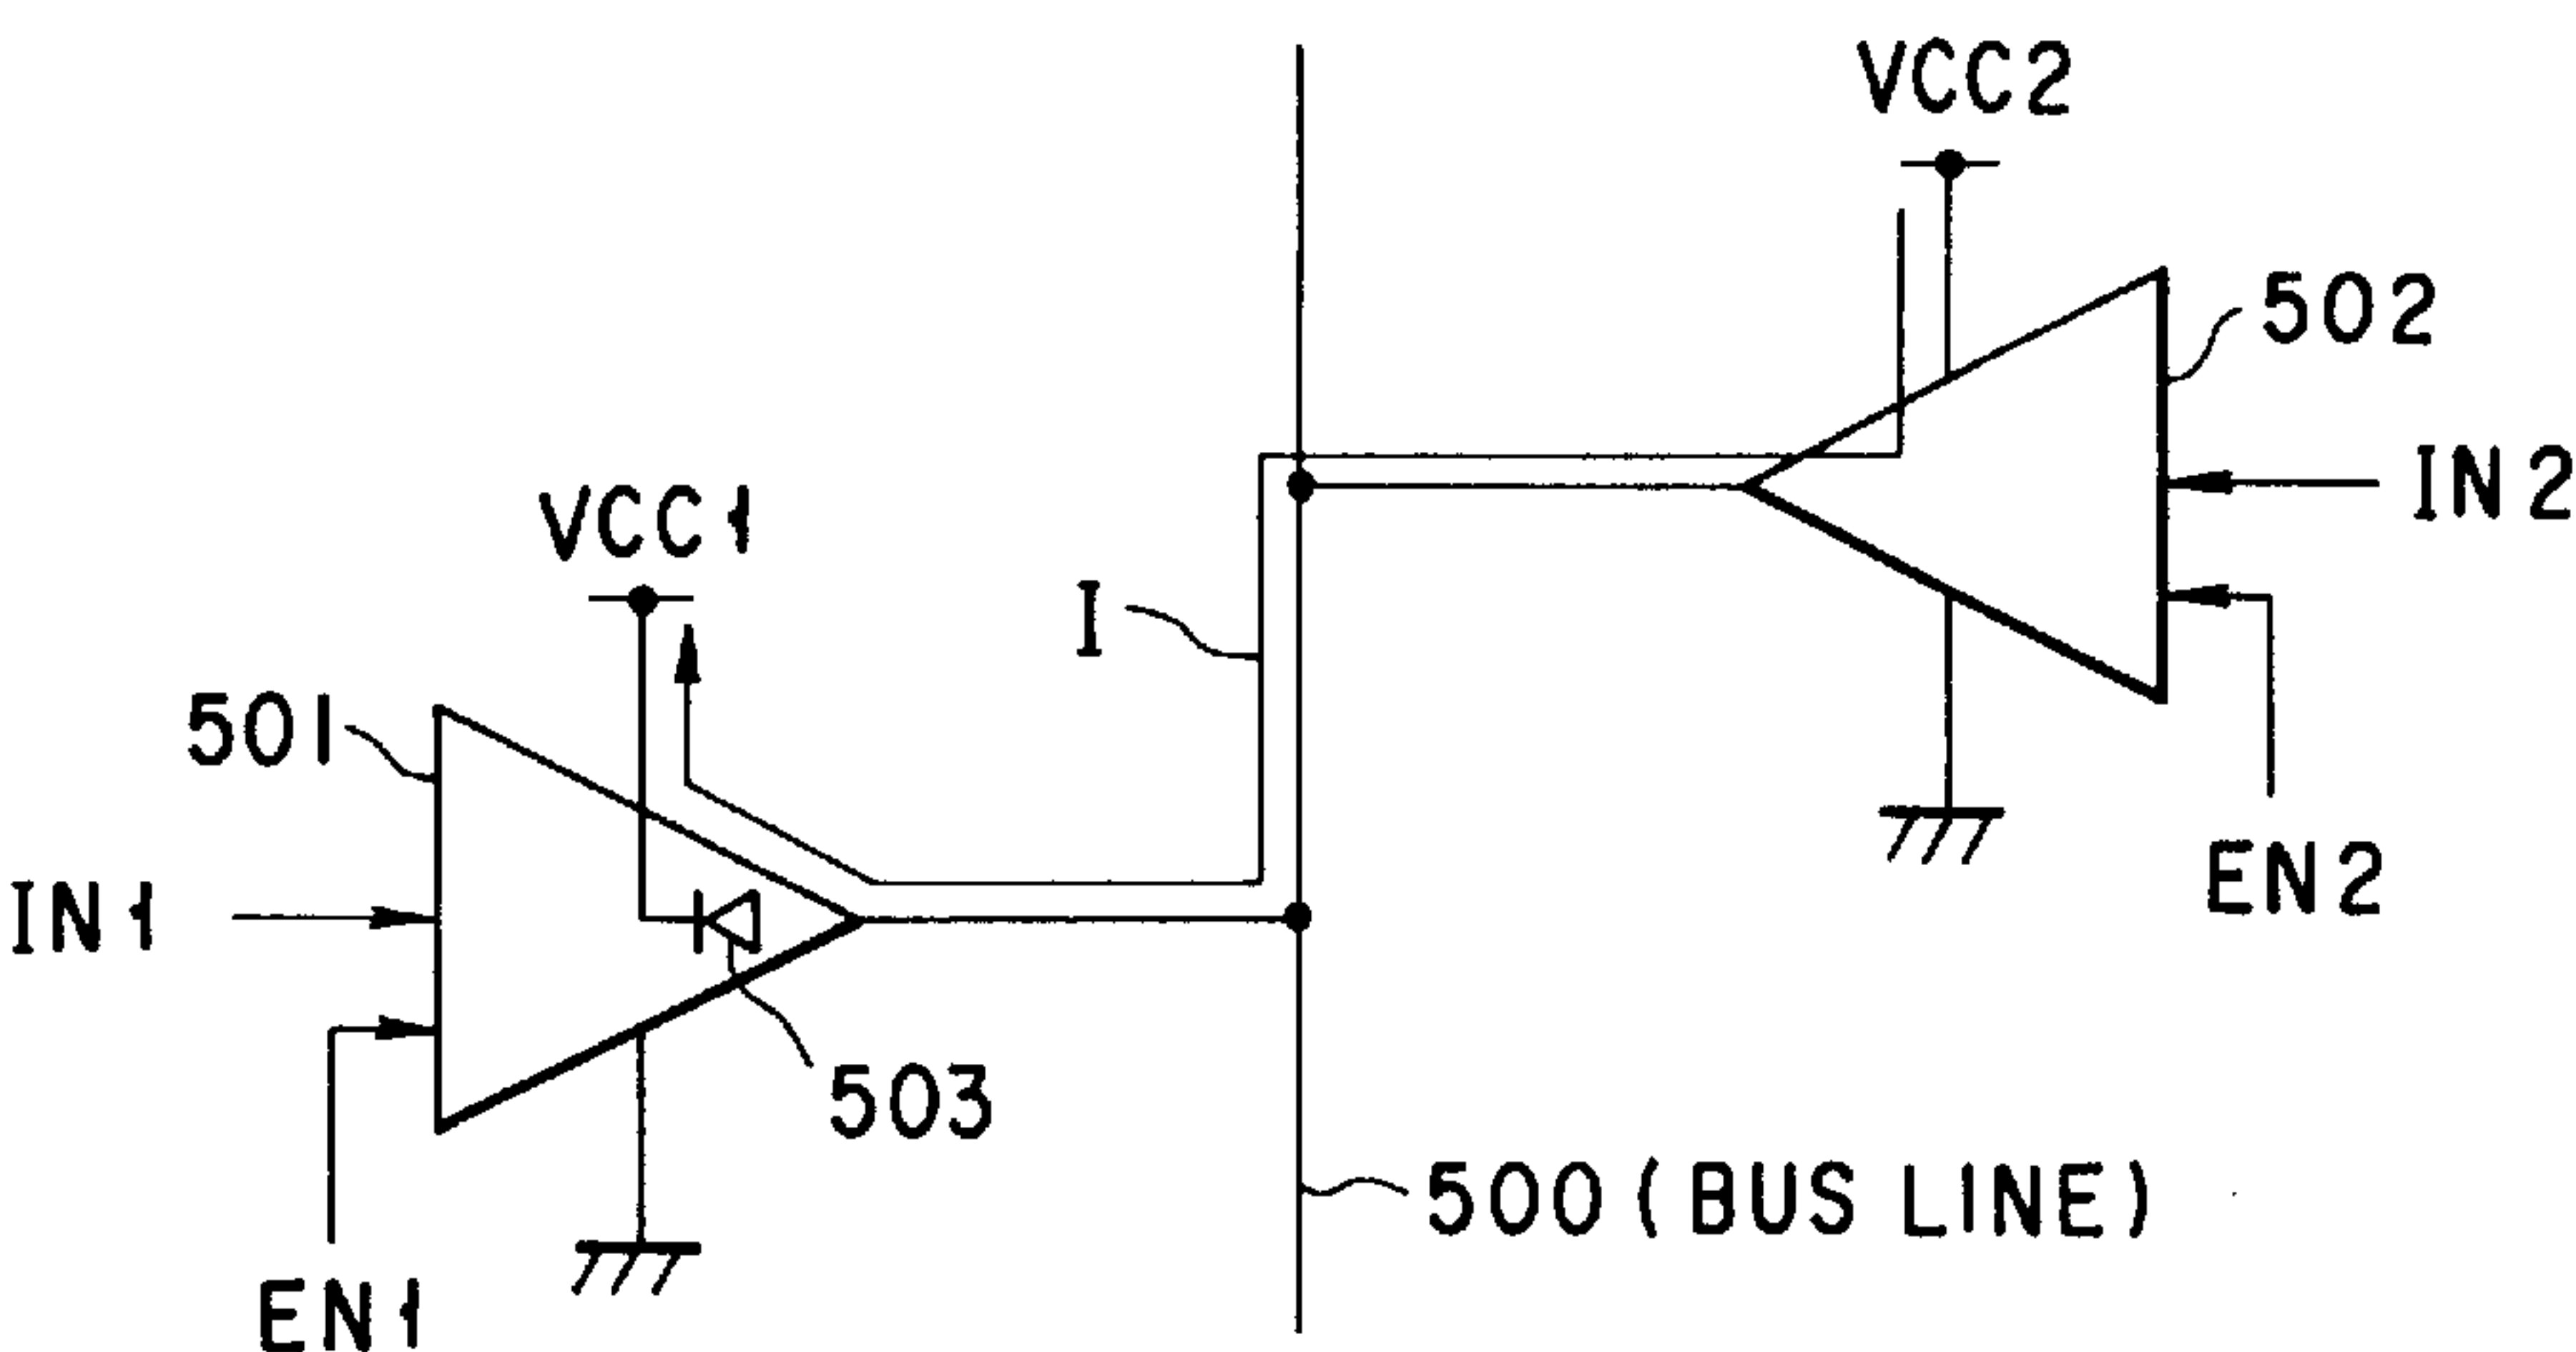 VCC2
502
VCC1
IN2
I
501
EN2
IN1
503
500 (BUS LINE)
EN1